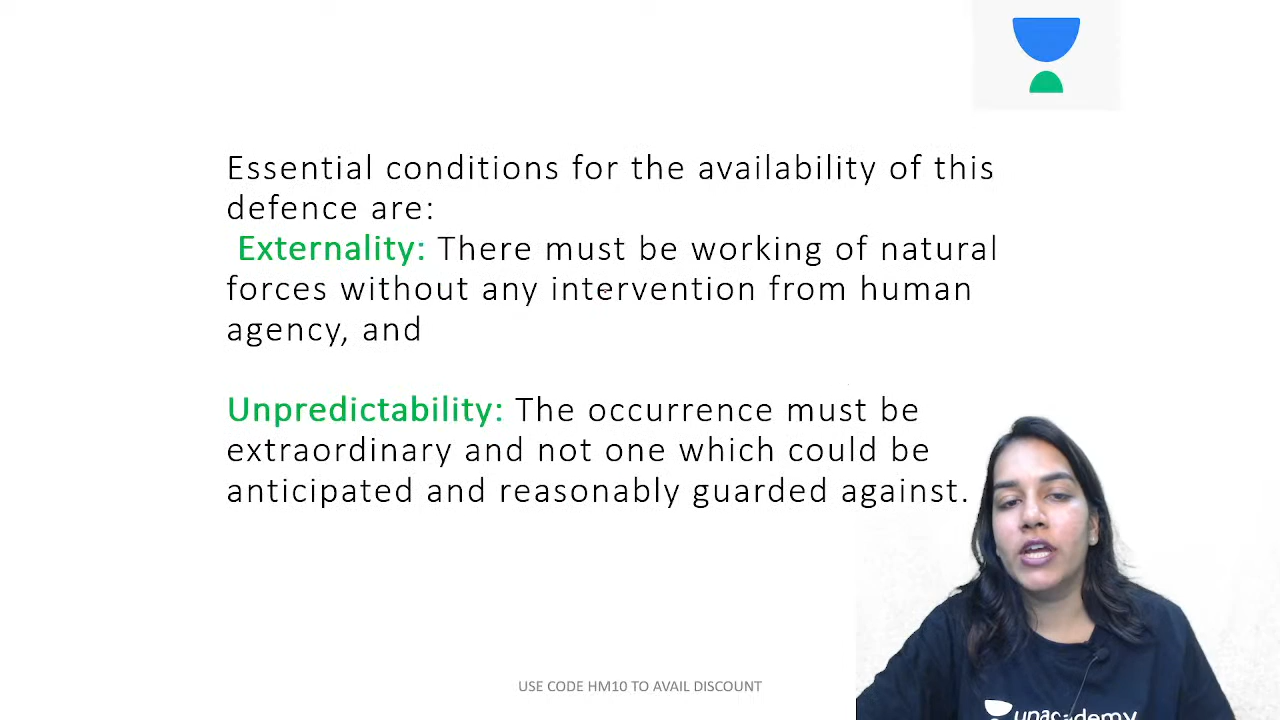 Essential conditions for the availability of this
defence are:
Externality: There must be working of natural
forces without any intervention from human
agency, and
Unpredictability: The occurrence must be
extraordinary and not one which could be
anticipated and reasonably guarded against.
USE CODE HM10 TO AVAIL DISCOUNT
unacademy